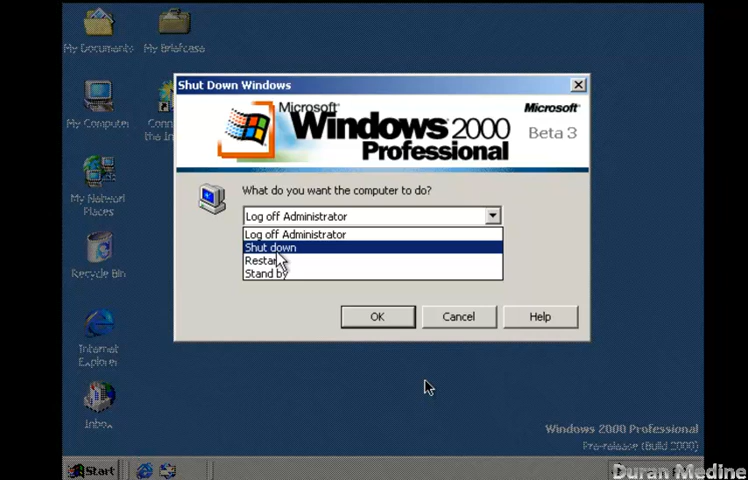 My Documents
My Briefcase
My Computer
My Network
Places
Recycle Bin
Internet
Explorer
Inbox
Shut Down Windows
Microsoft
Windows 2000
Professional
Microsoft
Beta 3
What do you want the computer to do?
Log off Administrator
Log off Administrator
Shut down
Restart
Stand by
OK
Cancel
Help
Windows 2000 Professional
Pre-release (Build 2000)
Start
Duran Medine